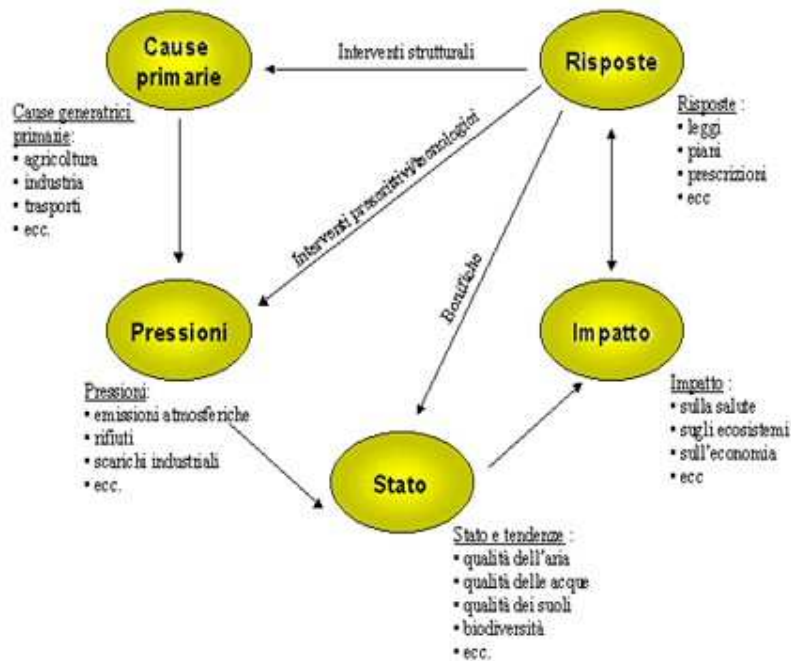 Cause
primarie
Interventi strutturali
Risposte
Cause generatrici
primarie:
• agricoltura
• industria
• trasporti
• ecc.
Risposte :
• leggi
• piani
• prescrizioni
• ecc
Interventi prescrittivi/tecnologici
Bonifiche
Pressioni
Impatto
Pressioni:
• emissioni atmosferiche
• rifiuti
• scarichi industriali
• ecc.
Impatto :
• sulla salute
• sugli ecosistemi
• sull'economia
• ecc
Stato
Stato e tendenze :
• qualità dell'aria
• qualità delle acque
• qualità dei suoli
• biodiversità
• ecc.